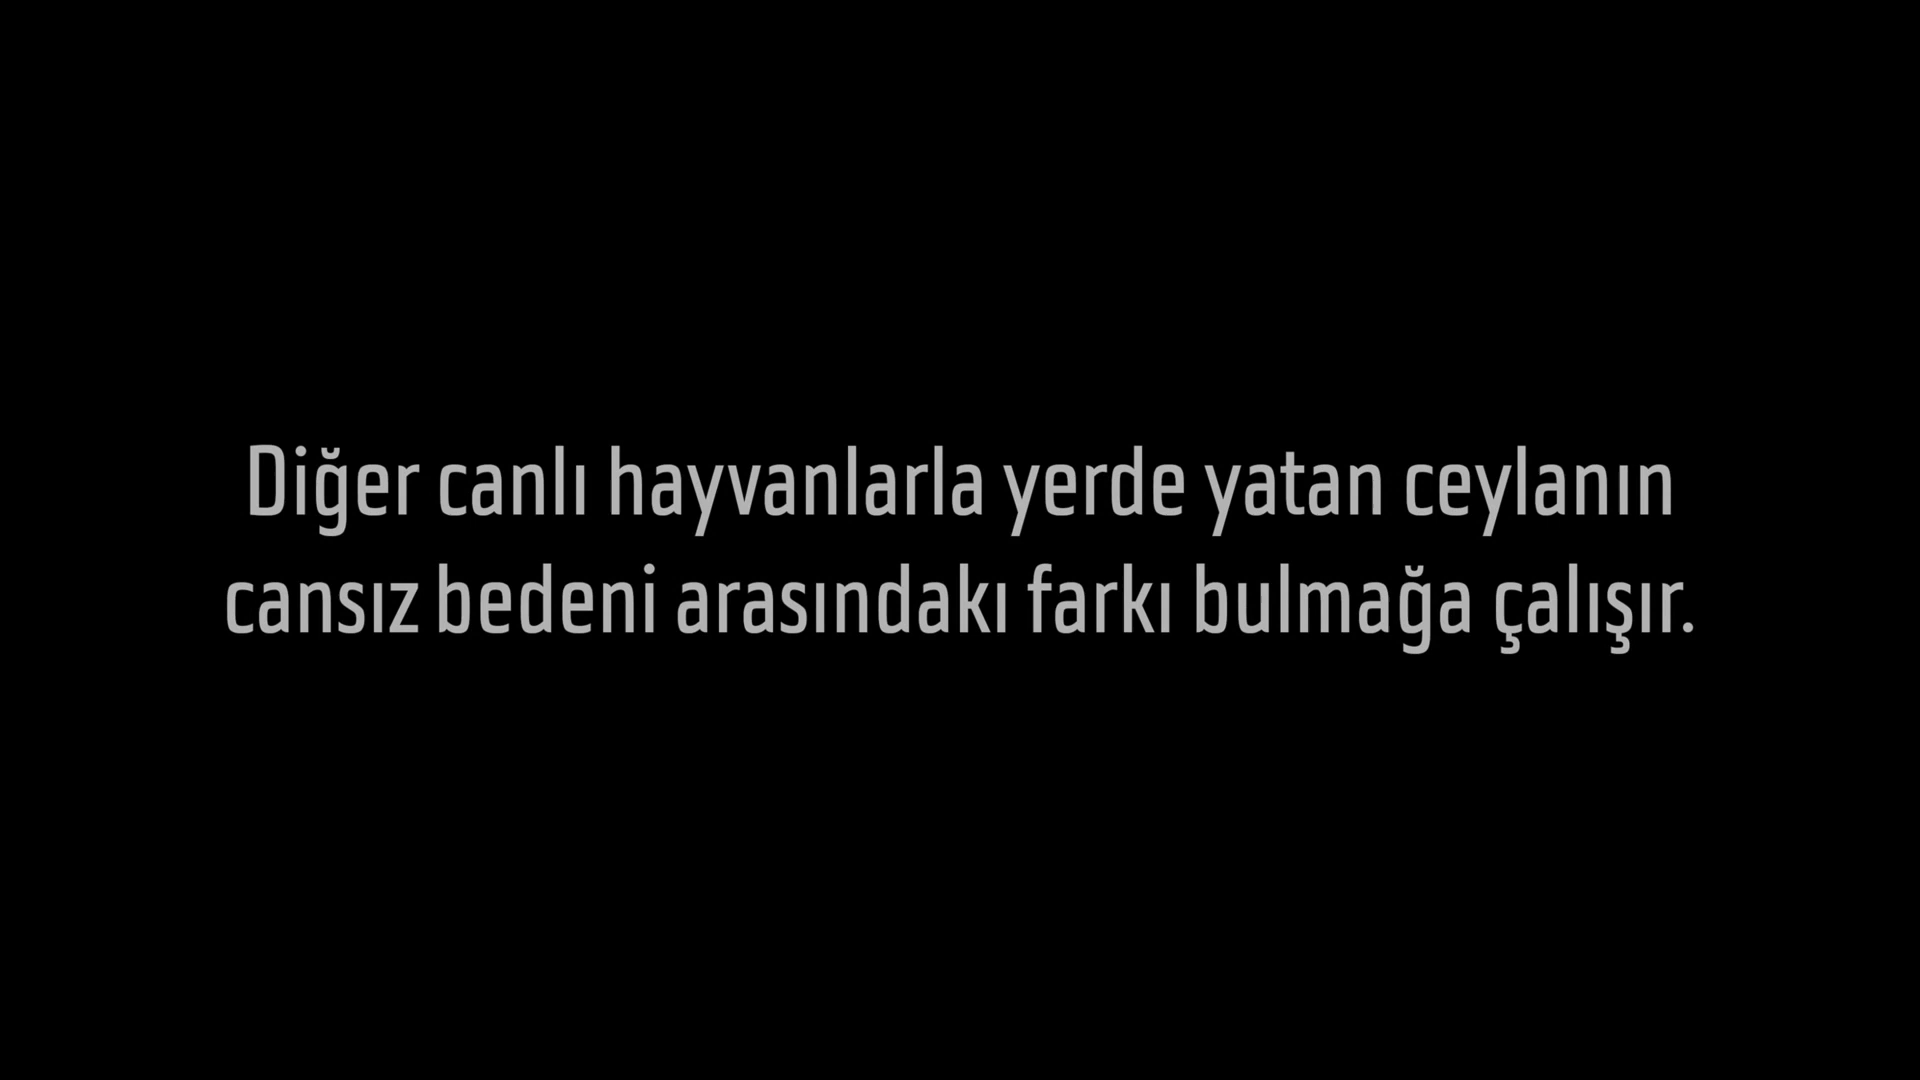 Diğer canlı hayvanlarla yerde yatan ceylanın
cansız bedeni arasındakı farkı bulmağa çalışır.